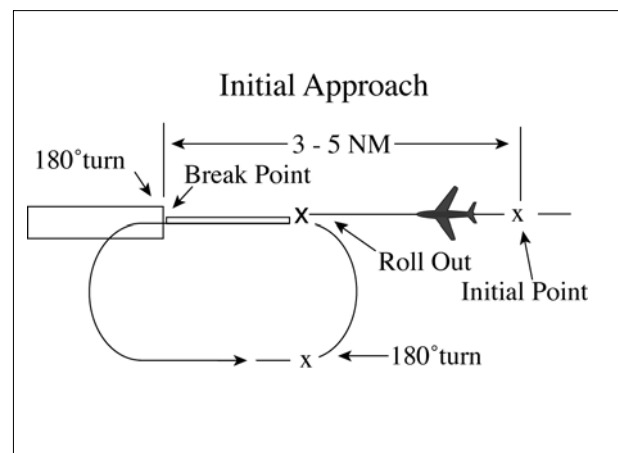 Initial Approach
3 - 5 NM
180°turn
Break Point
X
x
Roll Out
Initial Point
x
180°turn